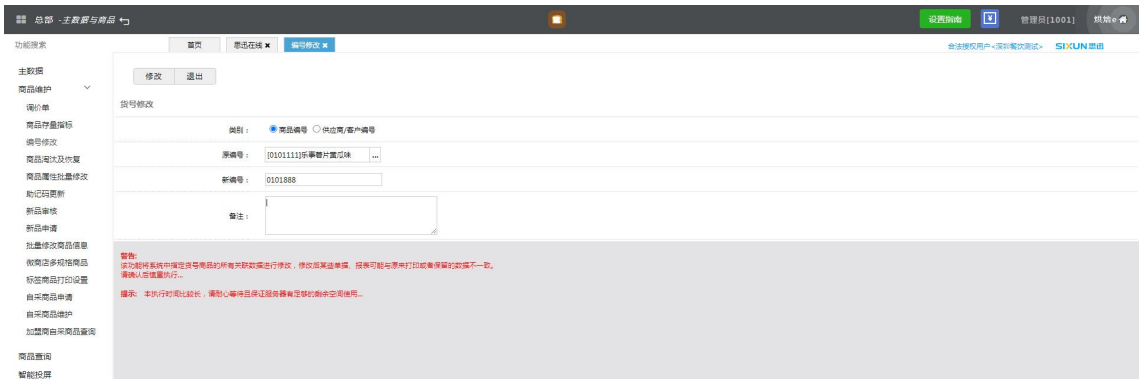 总部 -主数据与商品
设置指南 ¥ 管理员[1001] 烘焙e
功能搜索 首页 思迅在线 × 编号修改 × 合法授权用户<深圳餐饮测试> SIXUN思迅
主数据
商品维护
调价单
商品存量指标
编号修改
商品淘汰及恢复
商品属性批量修改
助记码更新
新品审核
新品申请
批量修改商品信息
微商店多规格商品
标签商品打印设置
自采商品申请
自采商品维护
加盟商自采商品查询
商品查询
智能投屏
修改 退出
货号修改
类别： 商品编号 供应商/客户编号
原编号： [0101111]乐事薯片黄瓜味 ...
新编号： 0101888
备注：
警告:
该功能将系统中指定货号商品的所有关联数据进行修改，修改后某些单据、报表可能与原来打印或者保留的数据不一致。
请确认后慎重执行...
提示: 本执行时间比较长，请耐心等待且保证服务器有足够的剩余空间使用...